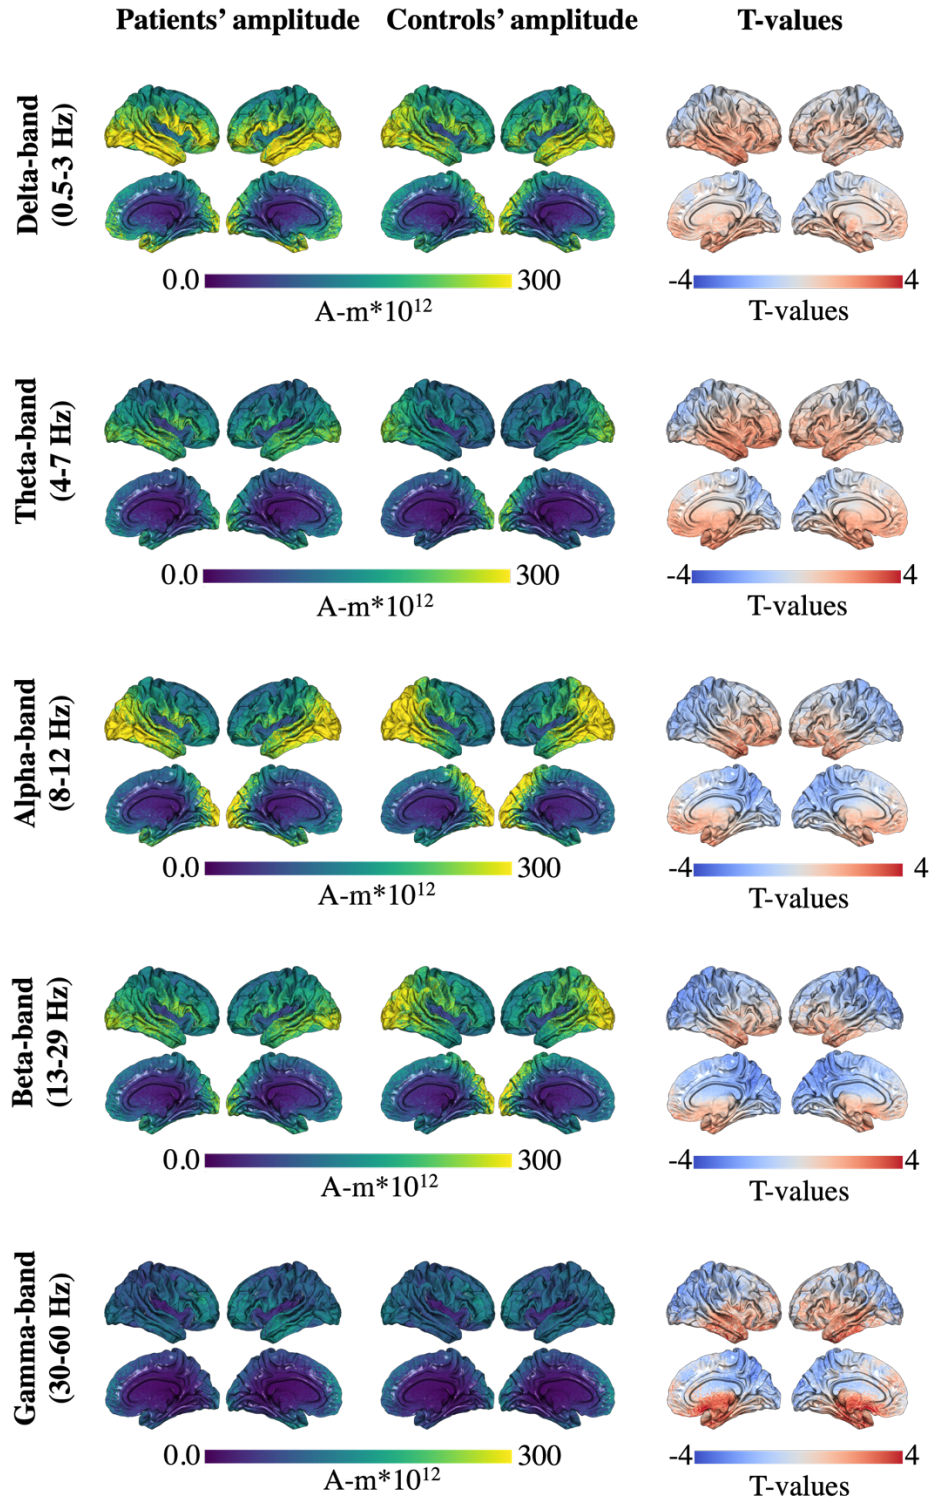 Patients’ amplitude Controls’ amplitude T-values
Delta-band
(0.5-3 Hz)
0.0 300 -4 4
A-m*10¹² T-values
Theta-band
(4-7 Hz)
0.0 300 -4 4
A-m*10¹² T-values
Alpha-band
(8-12 Hz)
0.0 300 -4 4
A-m*10¹² T-values
Beta-band
(13-29 Hz)
0.0 300 -4 4
A-m*10¹² T-values
Gamma-band
(30-60 Hz)
0.0 300 -4 4
A-m*10¹² T-values